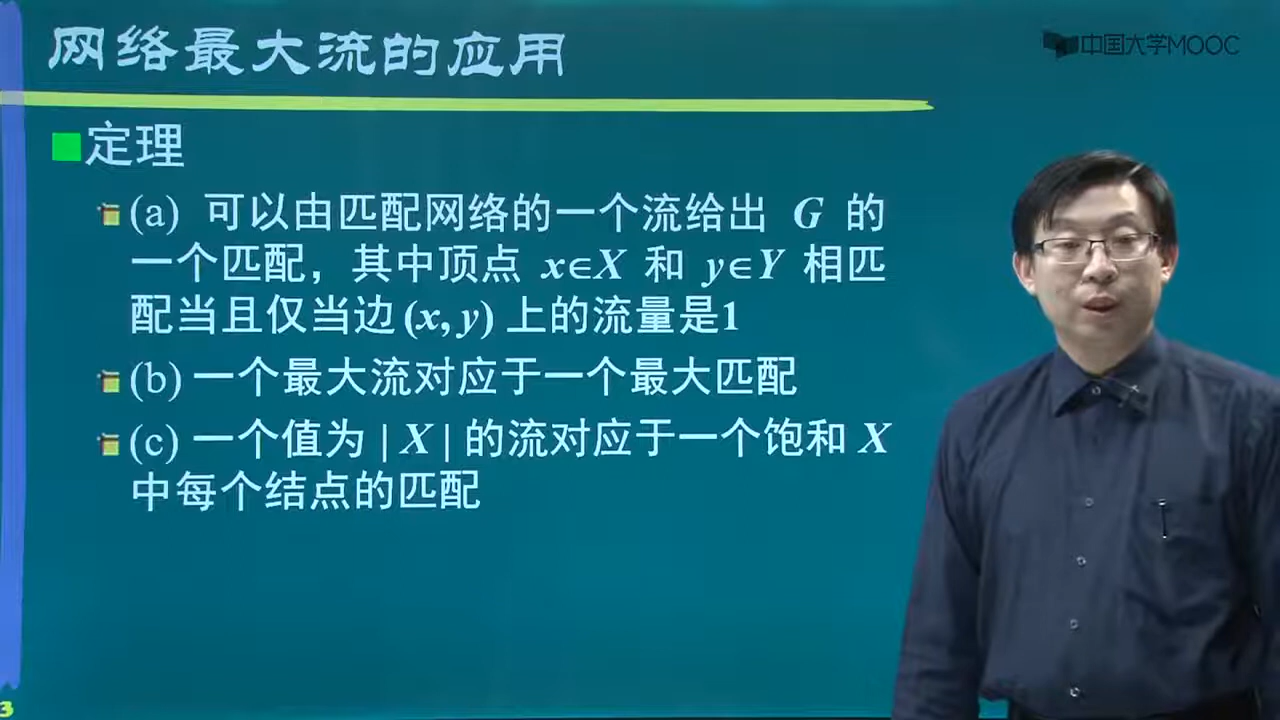 网络最大流的应用
中国大学MOOC
定理
(a) 可以由匹配网络的一个流给出 G 的
一个匹配，其中顶点 x∈X 和 y∈Y 相匹
配当且仅当边(x, y) 上的流量是1
(b) 一个最大流对应于一个最大匹配
(c) 一个值为 | X | 的流对应于一个饱和 X
中每个结点的匹配
3